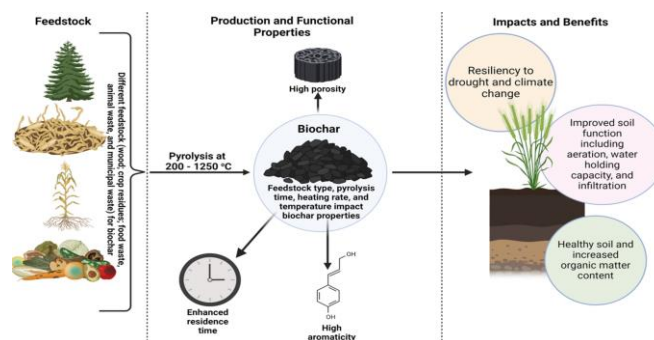 Feedstock
Different feedstock (wood; crop residues; food waste,
animal waste, and municipal waste) for biochar
Production and Functional
Properties
High porosity
Pyrolysis at
200 - 1250 °C
Biochar
Feedstock type, pyrolysis
time, heating rate, and
temperature impact
biochar properties
Enhanced
residence
time
OH
OH
High
aromaticity
Impacts and Benefits
Resiliency to
drought and climate
change
Improved soil
function including
aeration, water
holding capacity, and
infiltration
Healthy soil and
increased
organic matter
content